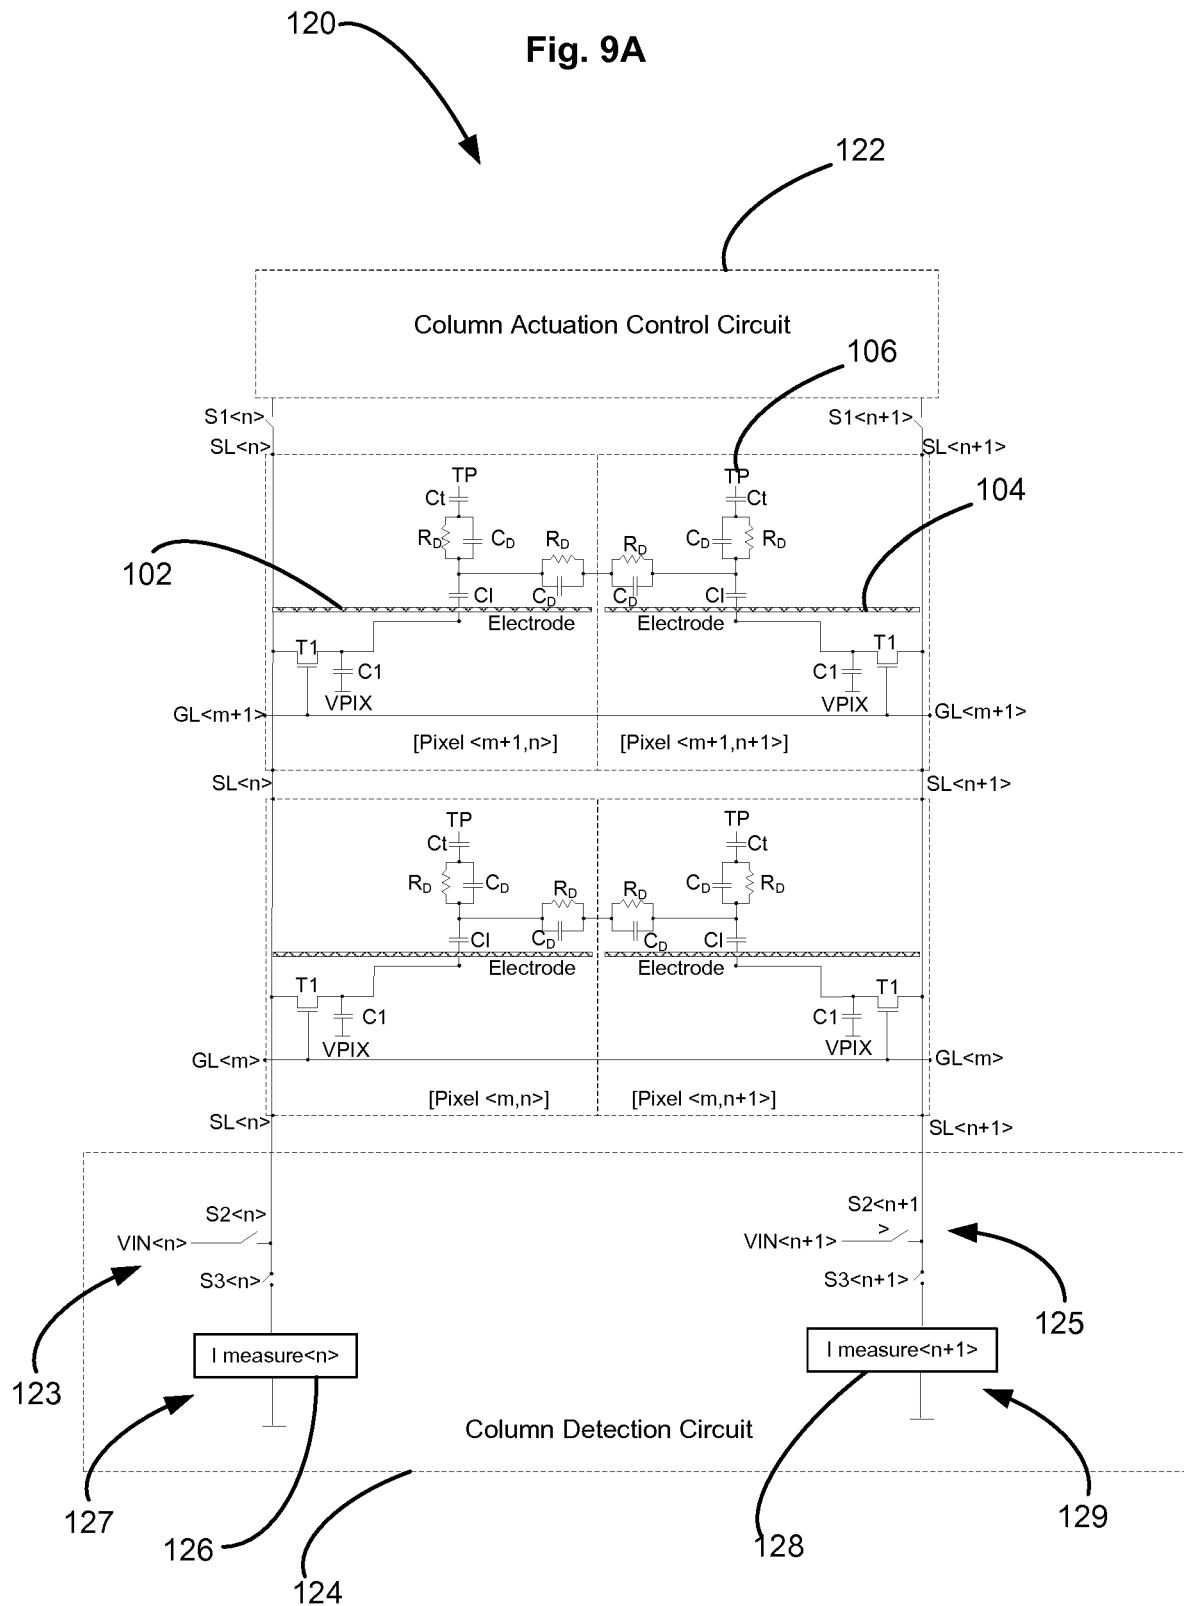 120
Fig. 9A
122
Column Actuation Control Circuit
106
S1<n>
S1<n+1>
SL<n>
SL<n+1>
TP
TP
104
Ct
Ct
RD
CD
RD
RD
CD
RD
102
CI
CD
CD
CI
Electrode
Electrode
T1
T1
C1
C1
VPIX
VPIX
GL<m+1>
GL<m+1>
[Pixel <m+1,n>]
[Pixel <m+1,n+1>]
SL<n>
SL<n+1>
TP
TP
Ct
Ct
RD
CD
RD
RD
CD
RD
CI
CD
CD
CI
Electrode
Electrode
T1
T1
C1
C1
VPIX
VPIX
GL<m>
GL<m>
[Pixel <m,n>]
[Pixel <m,n+1>]
SL<n>
SL<n+1>
S2<n>
S2<n+1
>
VIN<n>
VIN<n+1>
S3<n>
S3<n+1>
125
I measure<n>
I measure<n+1>
123
Column Detection Circuit
127
129
126
128
124